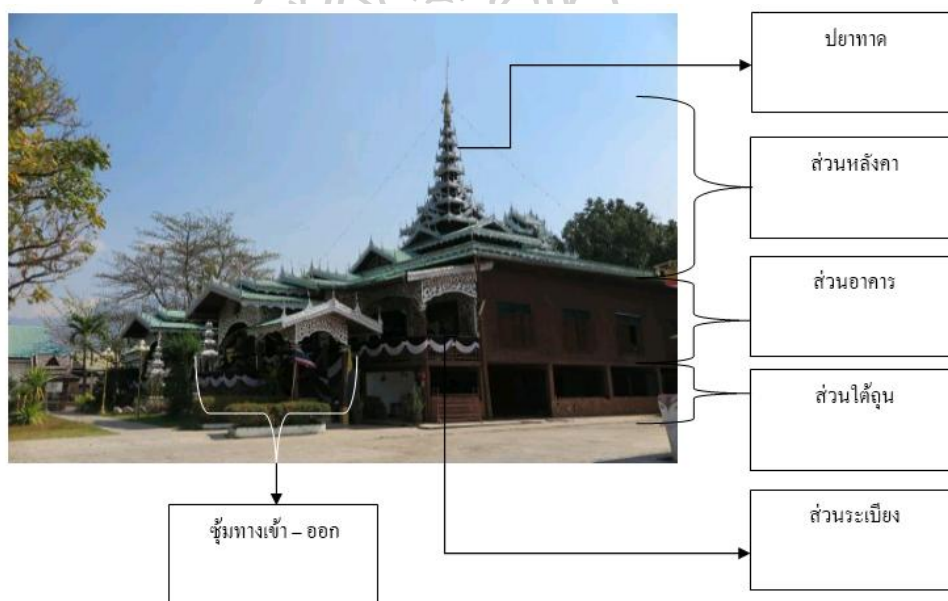 ปยาทาด
ส่วนหลังคา
ส่วนอาคาร
ส่วนใต้ถุน
ส่วนระเบียง
ซุ้มทางเข้า – ออก